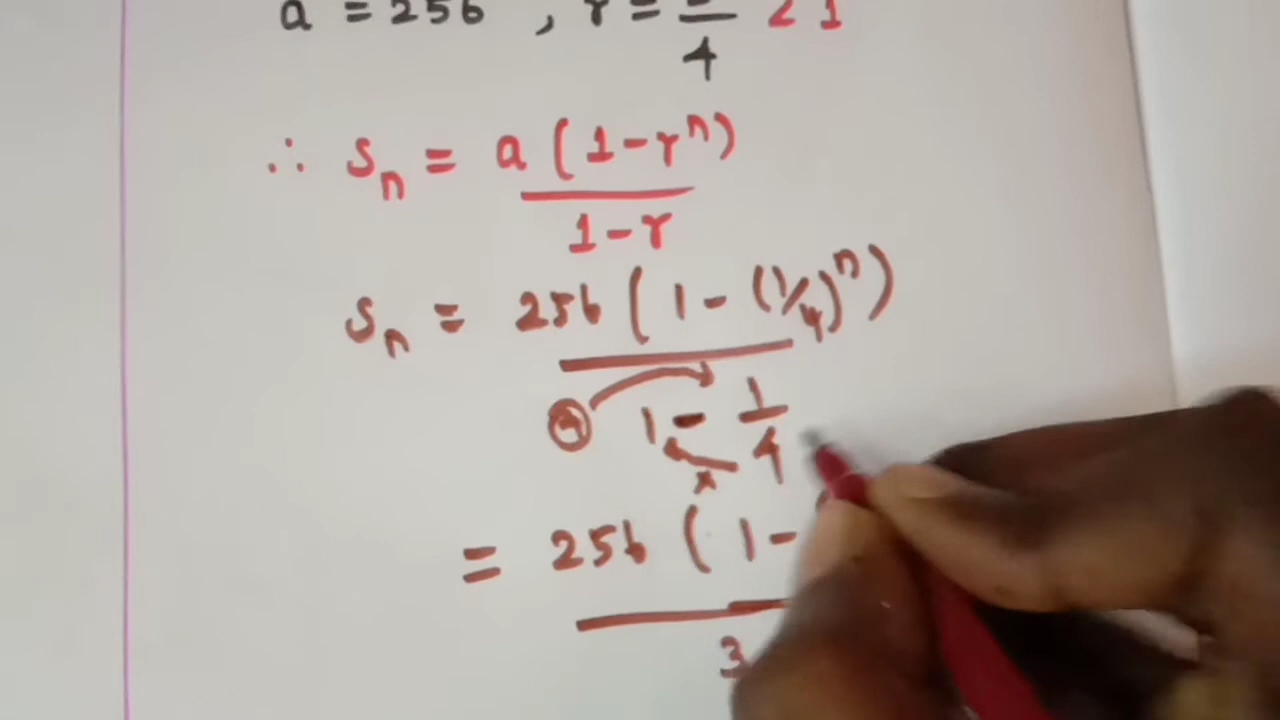 a = 256 , r = 1/4 < 1
∴ Sn = a(1-r^n)
1-r
Sn = 256(1-(1/4)^n)
④ 1 - 1/4
x
= 256 ( 1 -
3